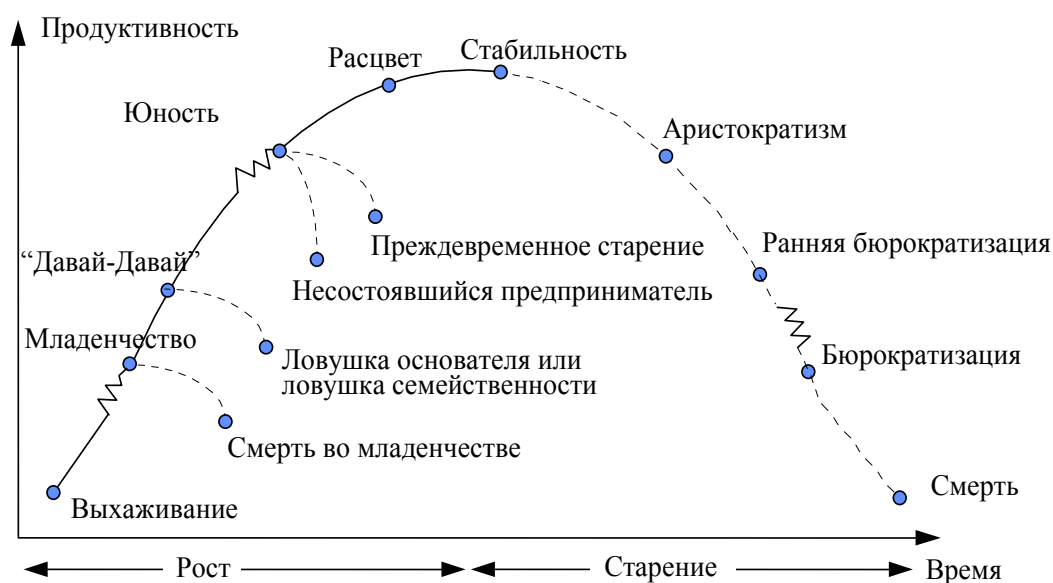 Продуктивность
Стабильность
Расцвет
Юность
Аристократизм
Преждевременное старение
Ранняя бюрократизация
“Давай-Давай”
Несостоявшийся предприниматель
Младенчество
Ловушка основателя или
ловушка семейственности
Бюрократизация
Смерть во младенчестве
Смерть
Выхаживание
Рост
Старение
Время